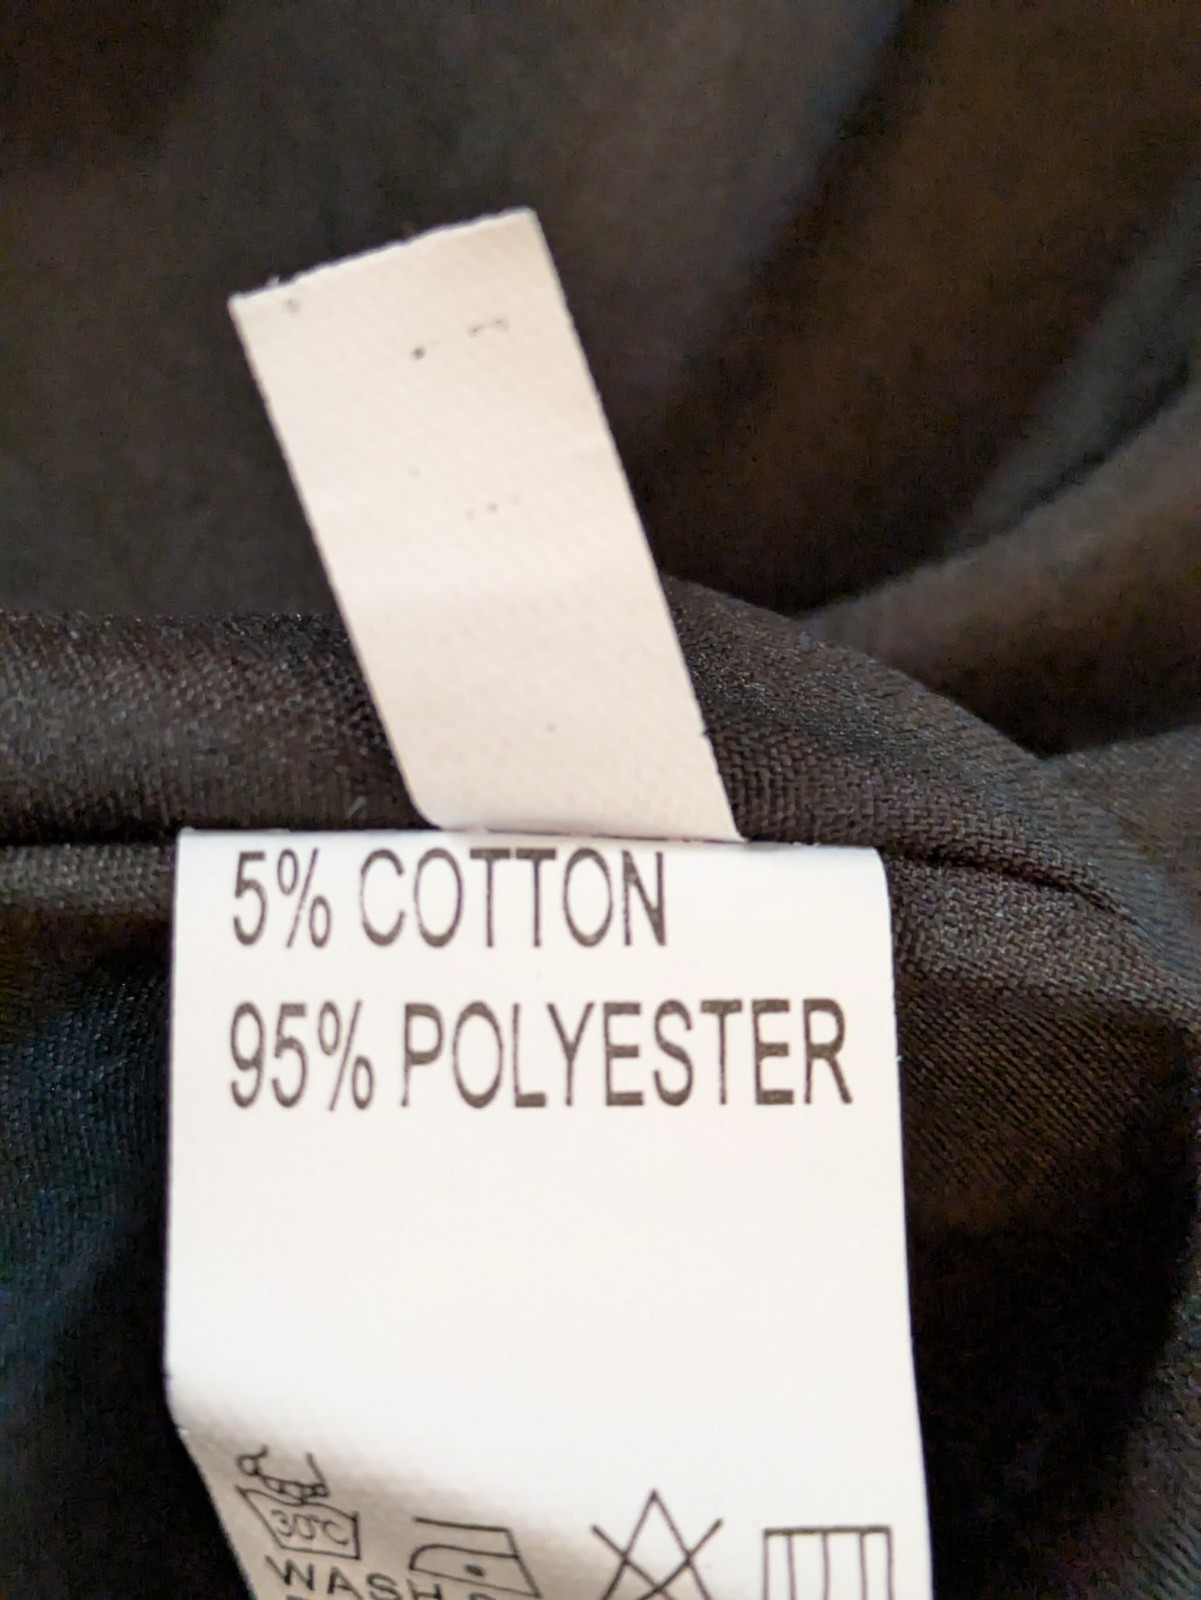 5% COTTON
95% POLYESTER
30°C
WASH